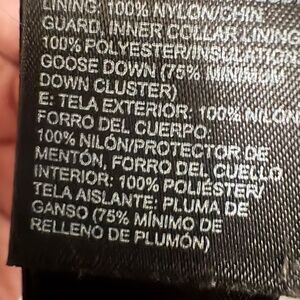 LINING: 100% NYLON/CHIN
GUARD, INNER COLLAR LINING:
100% POLYESTER/INSULATION:
GOOSE DOWN (75% MINIMUM
DOWN CLUSTER)
E: TELA EXTERIOR: 100% NILÓN/
FORRO DEL CUERPO:
100% NILÓN/PROTECTOR DE
MENTÓN, FORRO DEL CUELLO
INTERIOR: 100% POLIÉSTER/
TELA AISLANTE: PLUMA DE
GANSO (75% MÍNIMO DE
RELLENO DE PLUMÓN)